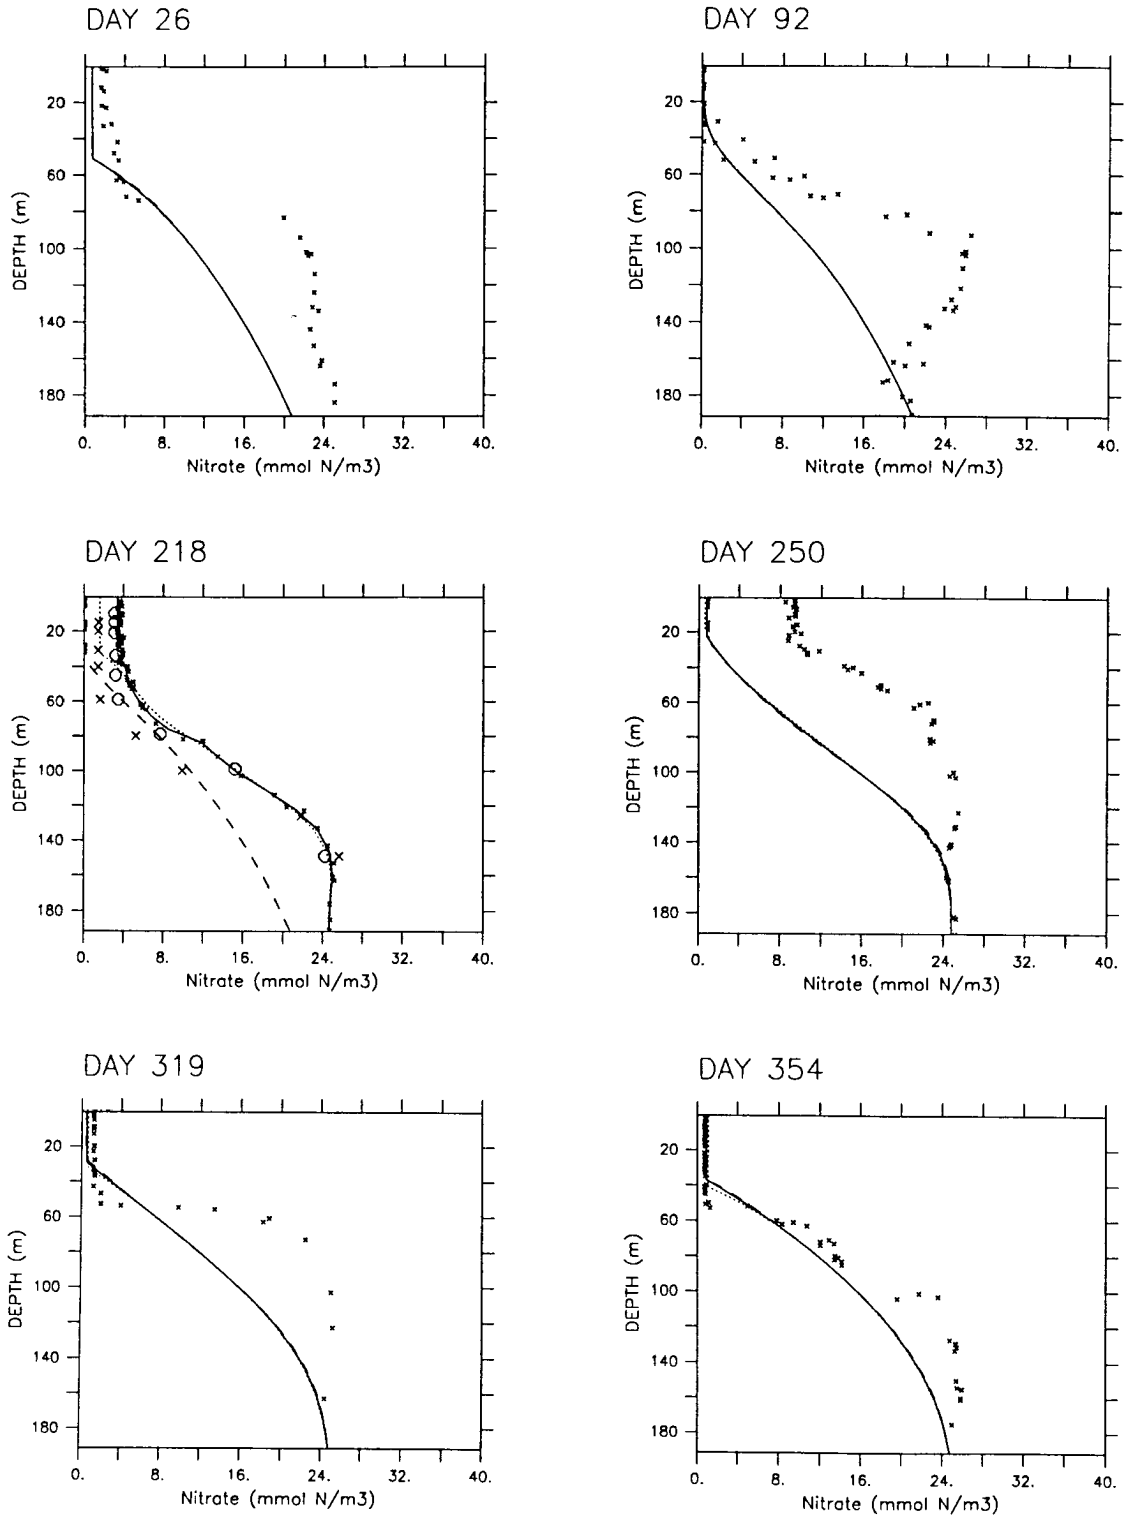 DAY 26
20
60
100
140
180
DEPTH (m)
0. 8. 16. 24. 32. 40.
Nitrate (mmol N/m3)
DAY 92
20
60
100
140
180
DEPTH (m)
0. 8. 16. 24. 32. 40.
Nitrate (mmol N/m3)
DAY 218
20
60
100
140
180
DEPTH (m)
0. 8. 16. 24. 32. 40.
Nitrate (mmol N/m3)
DAY 250
20
60
100
140
180
DEPTH (m)
0. 8. 16. 24. 32. 40.
Nitrate (mmol N/m3)
DAY 319
20
60
100
140
180
DEPTH (m)
0. 8. 16. 24. 32. 40.
Nitrate (mmol N/m3)
DAY 354
20
60
100
140
180
DEPTH (m)
0. 8. 16. 24. 32. 40.
Nitrate (mmol N/m3)